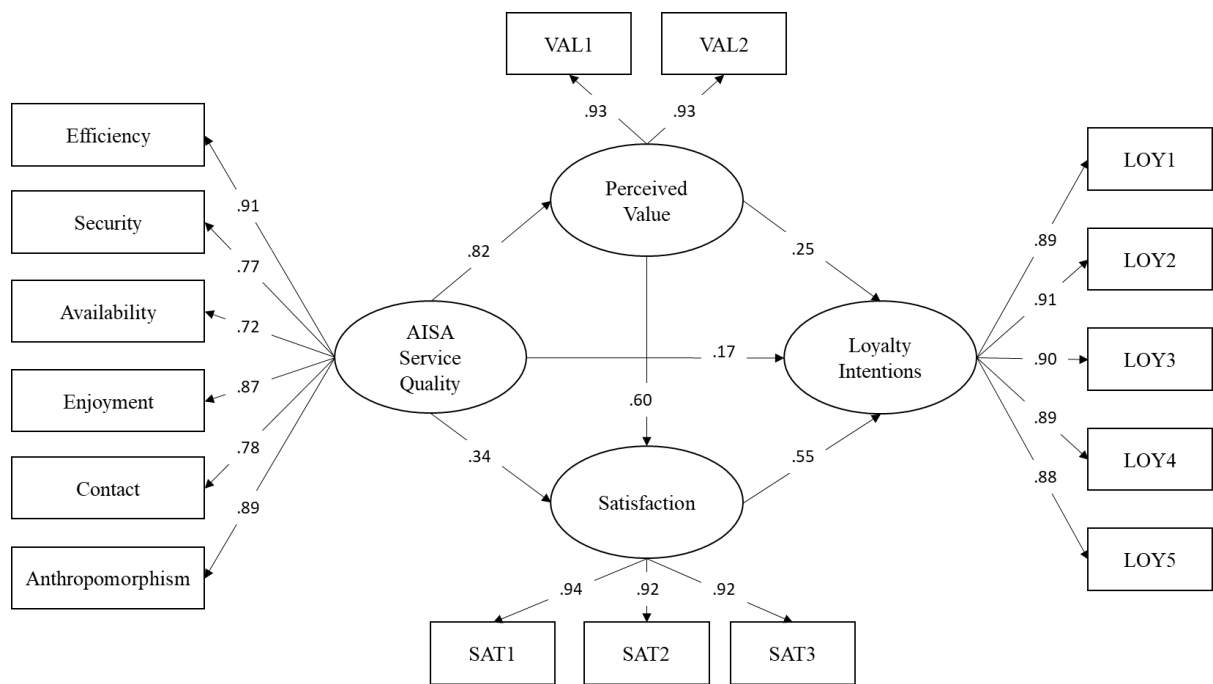 VAL1
VAL2
.93
.93
Efficiency
Security
Availability
Enjoyment
Contact
Anthropomorphism
.91
.77
.72
.87
.78
.89
AISA
Service
Quality
.82
.34
Perceived
Value
.25
.17
.60
.55
Satisfaction
.94
.92
.92
SAT1
SAT2
SAT3
Loyalty
Intentions
.89
.91
.90
.89
.88
LOY1
LOY2
LOY3
LOY4
LOY5